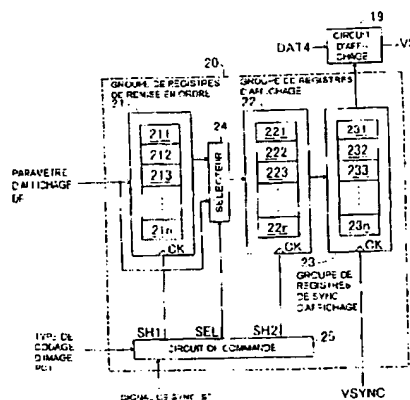 19
CIRCUIT
D'AFFI-
CHAGE
DAT4
20
GROUPE DE REGISTRES
DE REMISE EN ORDRE
GROUPE DE REGISTRES
D'AFFICHAGE
21
22
24
211
212
213
21n
CK
SELECTEUR
221
222
223
22r
CK
231
232
233
23n
CK
PARAMETRE
D'AFFICHAGE
DF
23
GROUPE DE
REGISTRES
DE SYNC
D'AFFICHAGE
SH1
SEL
SH2
25
TYPE DE
CODAGE
D'IMAGE
PCT
CIRCUIT DE COMMANDE
VSYNC